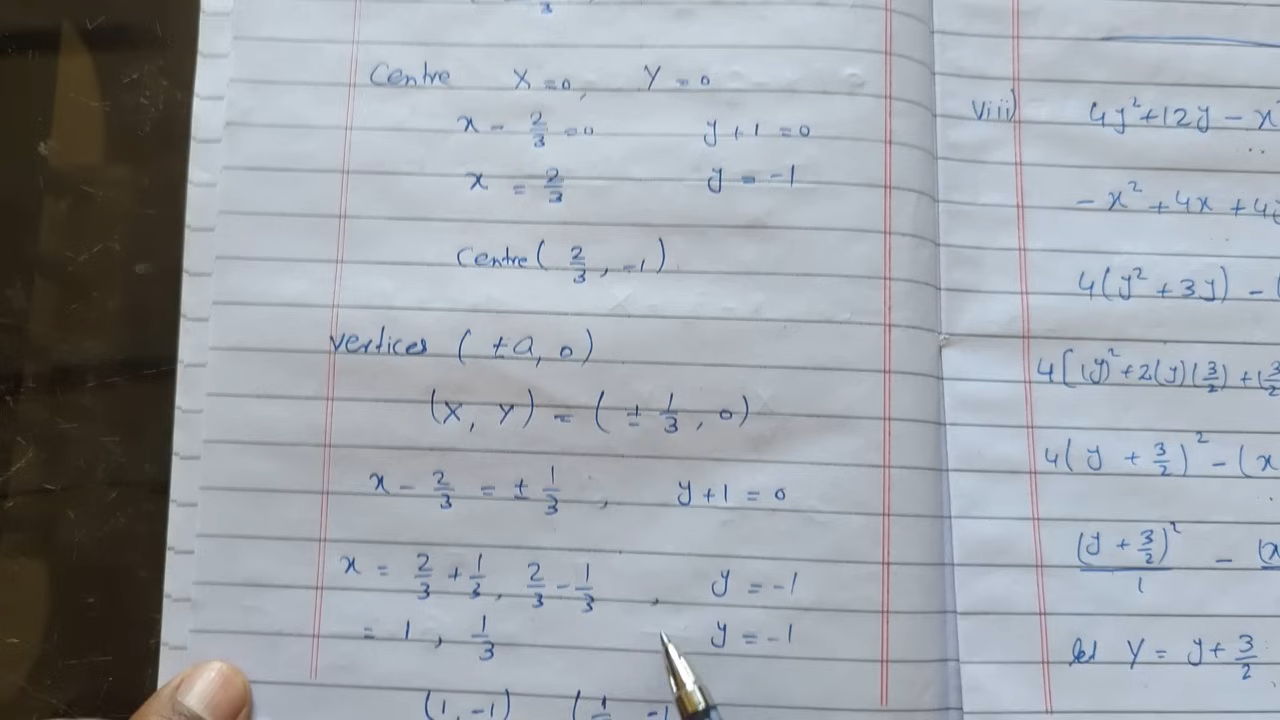 Centre X = 0, Y = 0
x - 2/3 = 0 y + 1 = 0
x = 2/3 y = -1
Centre ( 2/3 , -1 )
vertices ( ±a, 0 )
(X, Y) = ( ± 1/3 , 0 )
x - 2/3 = ± 1/3 , y + 1 = 0
x = 2/3 + 1/3 , 2/3 - 1/3 , y = -1
= 1 , 1/3 y = -1
(1, -1)
viii) 4y² + 12y - x
- x² + 4x + 4
4(y² + 3y) - (
4[(y)² + 2(y)(3/2) + (3/2
4(y + 3/2)² - (x
(y + 3/2)²/1 - (x
let Y = y + 3/2